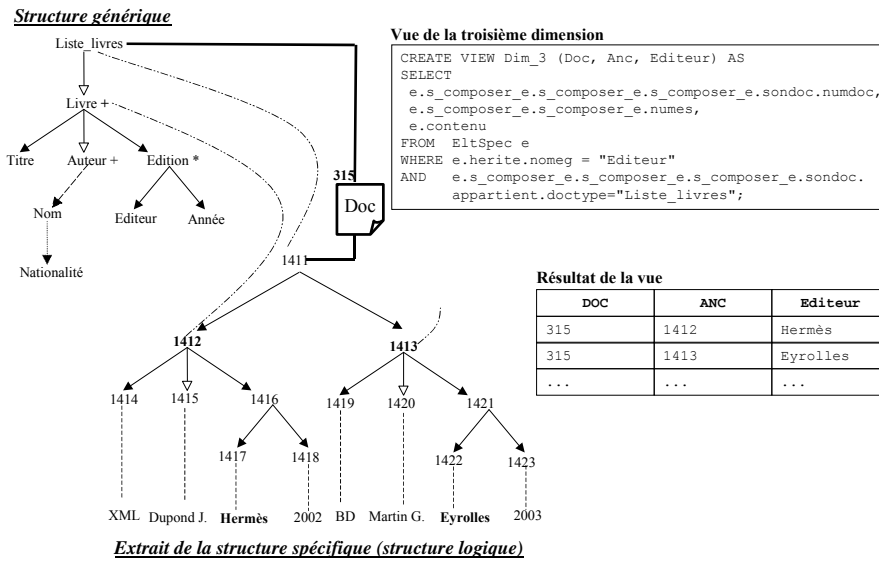 Structure générique
Liste_livres
Livre +
Titre
Auteur +
Edition *
Nom
Editeur
Année
Nationalité
315
Doc
Vue de la troisième dimension
CREATE VIEW Dim_3 (Doc, Anc, Editeur) AS
SELECT
e.s_composer_e.s_composer_e.s_composer_e.sondoc.numdoc,
e.s_composer_e.s_composer_e.numes,
e.contenu
FROM EltSpec e
WHERE e.herite.nomeg = "Editeur"
AND e.s_composer_e.s_composer_e.s_composer_e.sondoc.
appartient.doctype="Liste_livres";
1411
1412
1413
1414
1415
1416
1419
1420
1421
1417
1418
1422
1423
XML
Dupond J.
Hermès
2002
BD
Martin G.
Eyrolles
2003
Résultat de la vue
DOC ANC Editeur
315 1412 Hermès
315 1413 Eyrolles
... ... ...
Extrait de la structure spécifique (structure logique)